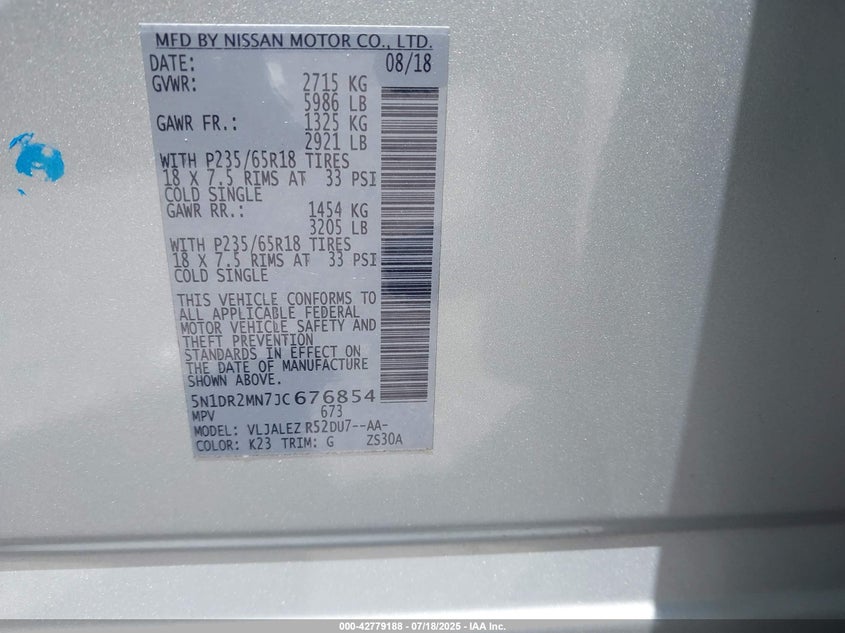 MFD BY NISSAN MOTOR CO., LTD.
DATE: 08/18
GVWR: 2715 KG
5986 LB
GAWR FR.: 1325 KG
2921 LB
WITH P235/65R18 TIRES
18 X 7.5 RIMS AT 33 PSI
COLD SINGLE
GAWR RR.: 1454 KG
3205 LB
WITH P235/65R18 TIRES
18 X 7.5 RIMS AT 33 PSI
COLD SINGLE
THIS VEHICLE CONFORMS TO
ALL APPLICABLE FEDERAL
MOTOR VEHICLE SAFETY AND
THEFT PREVENTION
STANDARDS IN EFFECT ON
THE DATE OF MANUFACTURE
SHOWN ABOVE.
5N1DR2MN7JC676854
MPV 673
MODEL: VLJALEZ R52DU7--AA-
COLOR: K23 TRIM: G ZS30A
000-42779188 - 07/18/2025 - IAA Inc.